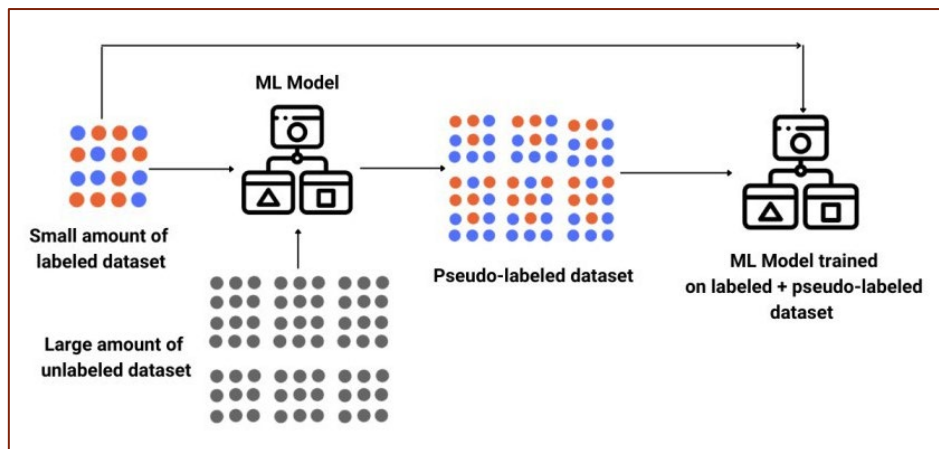 ML Model
Small amount of
labeled dataset
Pseudo-labeled dataset
ML Model trained
on labeled + pseudo-labeled
dataset
Large amount of
unlabeled dataset